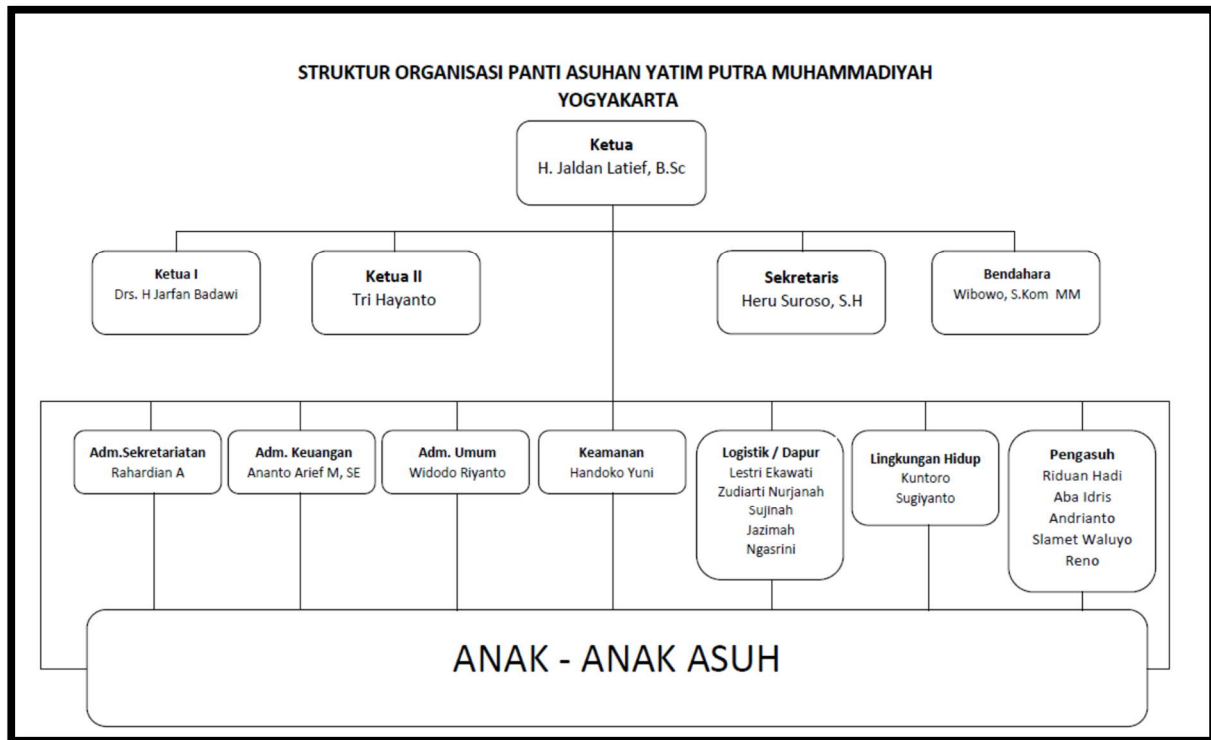 STRUKTUR ORGANISASI PANTI ASUHAN YATIM PUTRA MUHAMMADIYAH
YOGYAKARTA
Ketua
H. Jaldan Latief, B.Sc
Ketua I
Drs. H Jarfan Badawi
Ketua II
Tri Hayanto
Sekretaris
Heru Suroso, S.H
Bendahara
Wibowo, S.Kom MM
Adm.Sekretariatan
Rahardian A
Adm. Keuangan
Ananto Arief M, SE
Adm. Umum
Widodo Riyanto
Keamanan
Handoko Yuni
Logistik / Dapur
Lestri Ekawati
Zudiarti Nurjanah
Sujinah
Jazimah
Ngasrini
Lingkungan Hidup
Kuntoro
Sugiyanto
Pengasuh
Riduan Hadi
Aba Idris
Andrianto
Slamet Waluyo
Reno
ANAK - ANAK ASUH